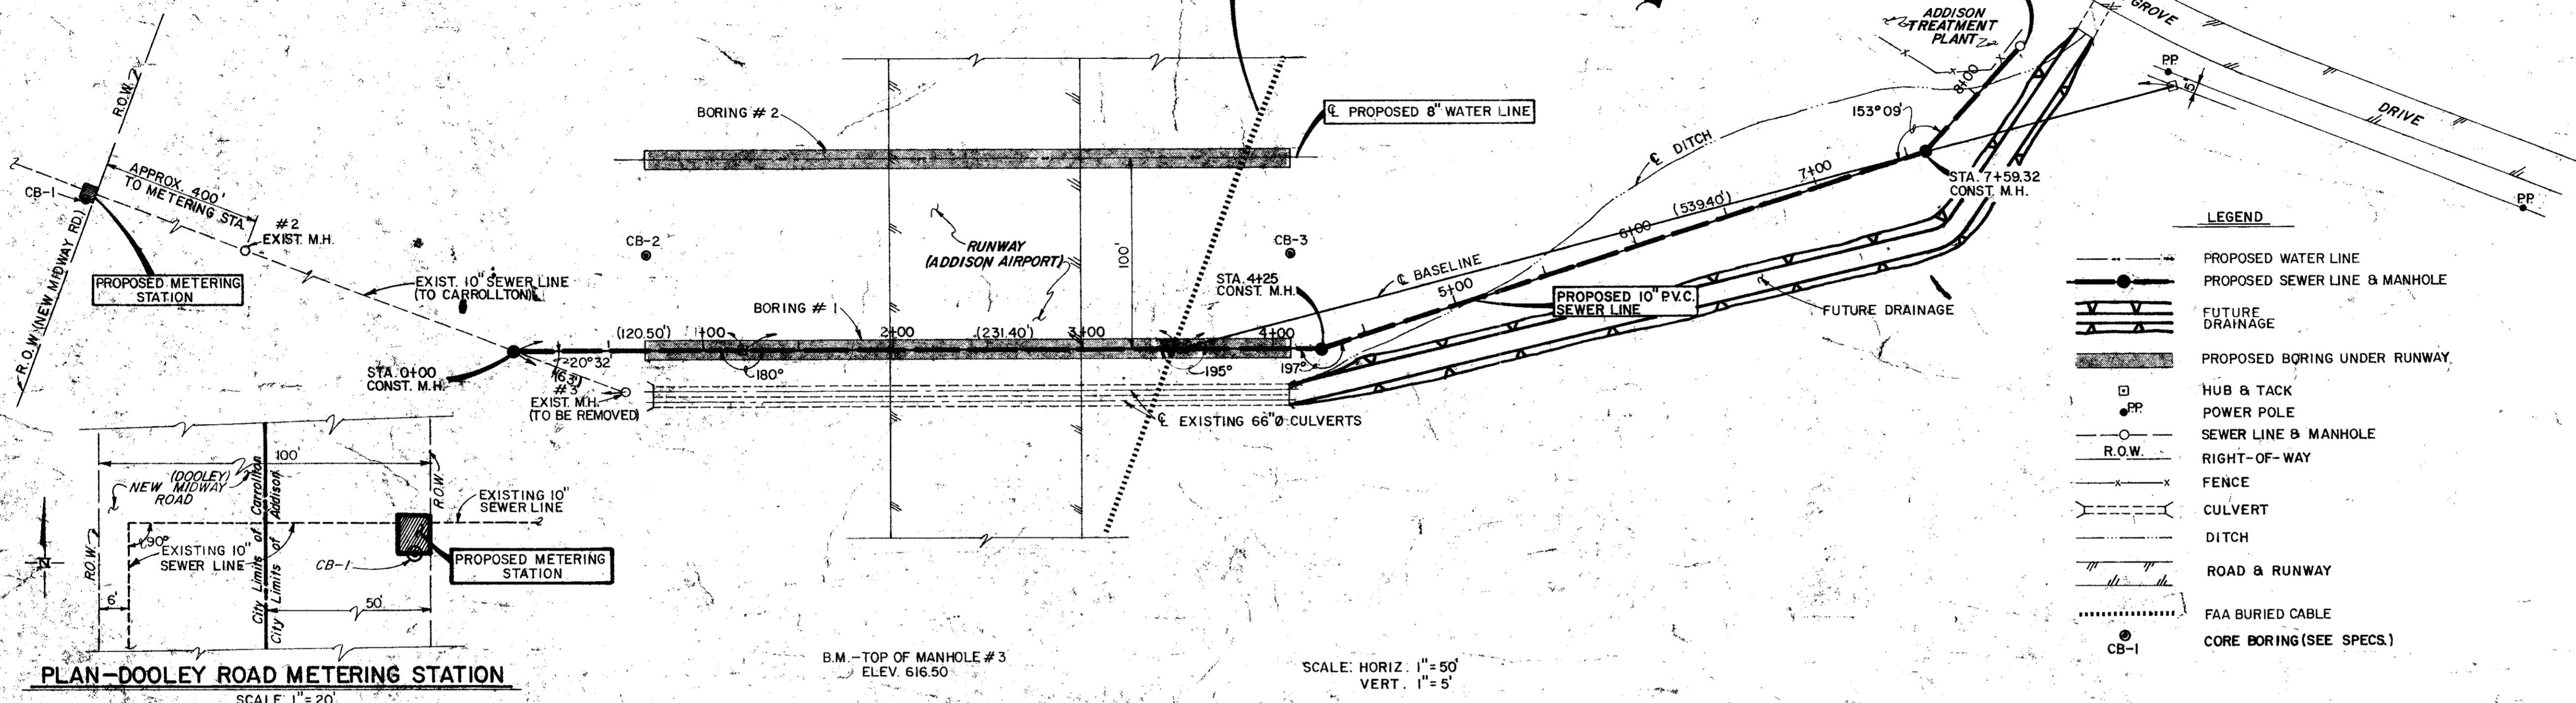 R.O.W.
R.O.W. (NEW MIDWAY RD.)
CB-1
APPROX. 400'
TO METERING STA.
#2
EXIST. M.H.
PROPOSED METERING
STATION
EXIST. 10" SEWER LINE
(TO CARROLLTON)
STA. 0+00
CONST. M.H.
20°32
(63')
#3
EXIST. M.H.
(TO BE REMOVED)
BORING # 2
CB-2
BORING # 1
(120.50')
1+00
180°
2+00
(231.40')
3+00
RUNWAY
(ADDISON AIRPORT)
100'
℄ PROPOSED 8" WATER LINE
CB-3
STA. 4+25
CONST. M.H.
4+00
195°
197°
℄ EXISTING 66"Ø CULVERTS
℄ BASELINE
5+00
PROPOSED 10" P.V.C.
SEWER LINE
℄ DITCH
6+00
(539.40')
7+00
153°09'
8+00
ADDISON
TREATMENT
PLANT
STA. 7+59.32
CONST. M.H.
FUTURE DRAINAGE
GROVE
DRIVE
P.P.
5'
P.P.
LEGEND
PROPOSED WATER LINE
PROPOSED SEWER LINE & MANHOLE
FUTURE
DRAINAGE
PROPOSED BORING UNDER RUNWAY
HUB & TACK
P.P.
POWER POLE
SEWER LINE & MANHOLE
R.O.W.
RIGHT-OF-WAY
FENCE
CULVERT
DITCH
ROAD & RUNWAY
FAA BURIED CABLE
CORE BORING (SEE SPECS.)
CB-1
100'
(DOOLEY)
NEW MIDWAY
ROAD
City Limits of Carrollton
City Limits of Addison
R.O.W.
R.O.W.
EXISTING 10"
SEWER LINE
90°
EXISTING 10"
SEWER LINE
CB-1
PROPOSED METERING
STATION
6'
50'
N
PLAN-DOOLEY ROAD METERING STATION
SCALE 1"=20'
B.M.-TOP OF MANHOLE #3
ELEV. 616.50
SCALE: HORIZ. 1"=50'
VERT. 1"=5'